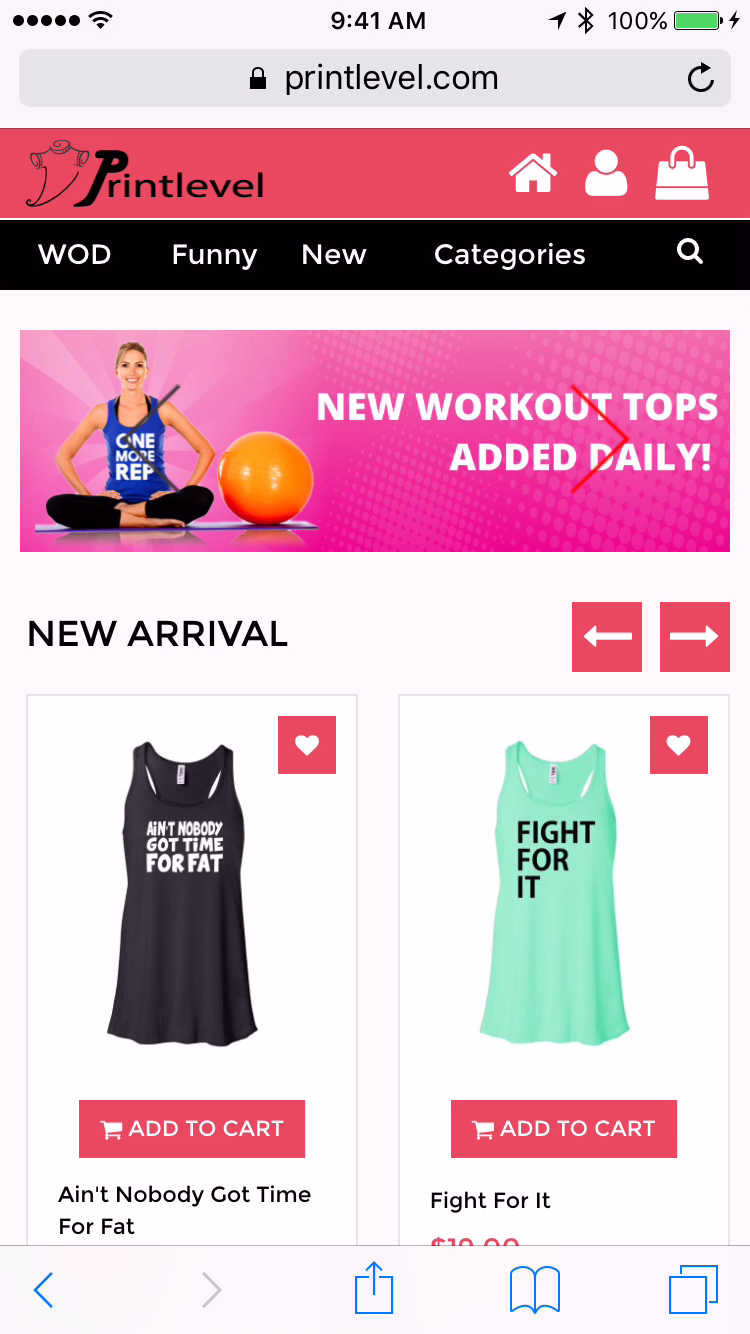 9:41 AM
100%
printlevel.com
Printlevel
WOD
Funny
New
Categories
ONE
MORE
REP
NEW WORKOUT TOPS
ADDED DAILY!
NEW ARRIVAL
AIN'T NOBODY
GOT TIME
FOR FAT
FIGHT
FOR
IT
ADD TO CART
ADD TO CART
Ain't Nobody Got Time
For Fat
Fight For It
$19.00